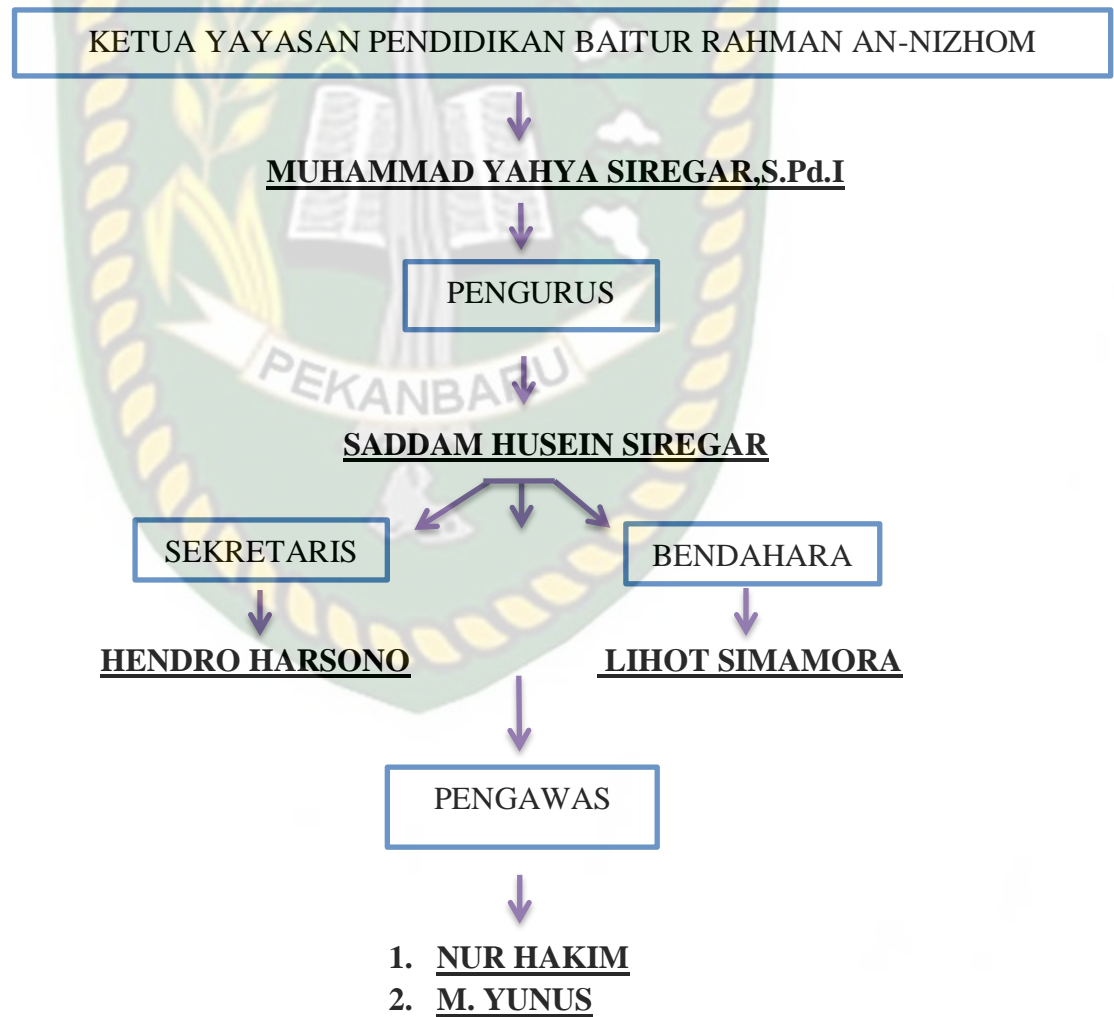 KETUA YAYASAN PENDIDIKAN BAITUR RAHMAN AN-NIZHOM
MUHAMMAD YAHYA SIREGAR,S.Pd.I
PENGURUS
PEKANBARU
SADDAM HUSEIN SIREGAR
SEKRETARIS
BENDAHARA
HENDRO HARSONO
LIHOT SIMAMORA
PENGAWAS
1. NUR HAKIM
2. M. YUNUS